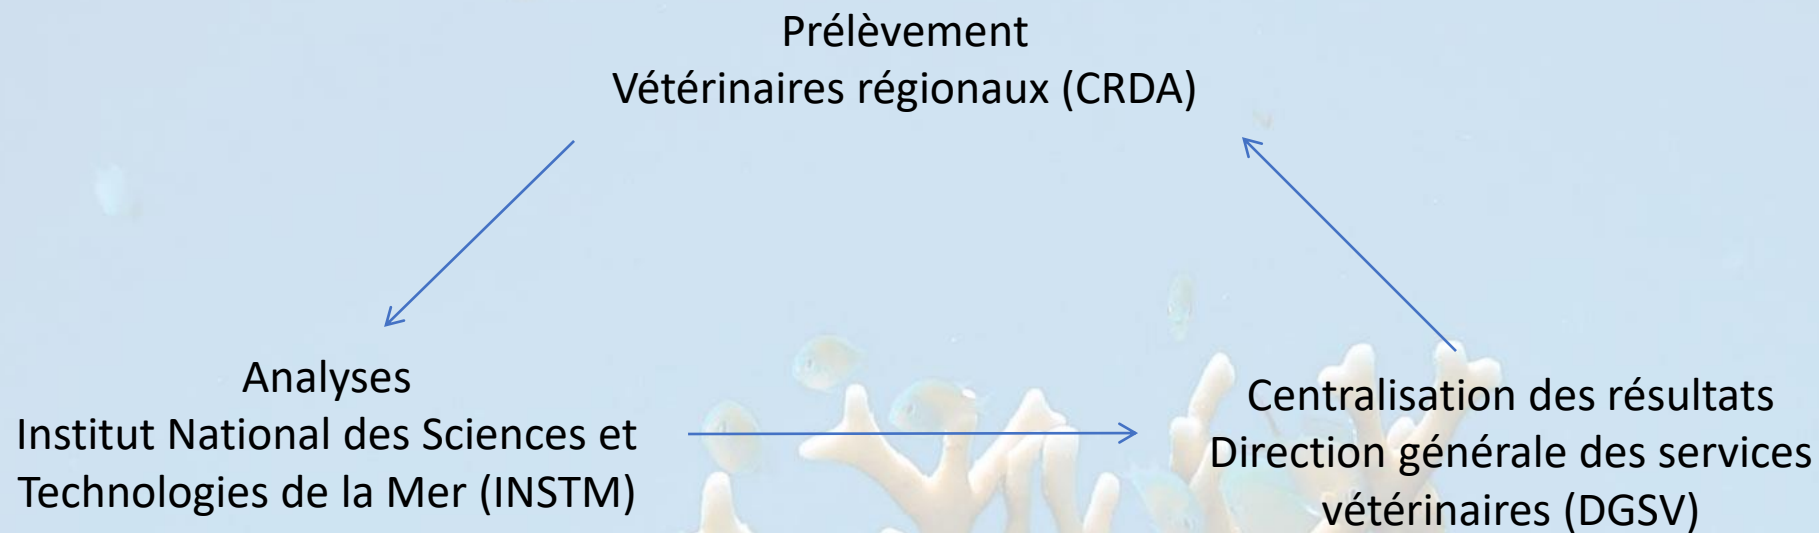 Prélèvement
Vétérinaires régionaux (CRDA)
Analyses
Institut National des Sciences et
Technologies de la Mer (INSTM)
Centralisation des résultats
Direction générale des services
vétérinaires (DGSV)